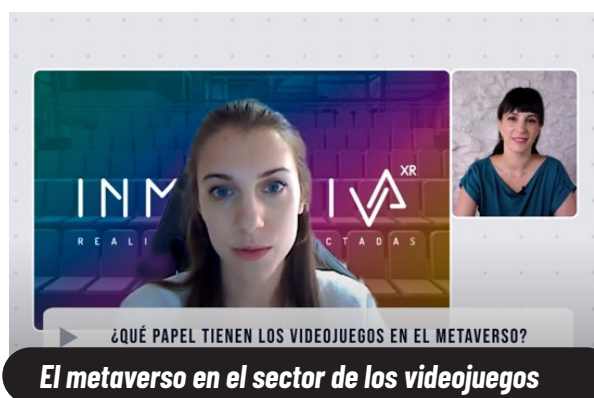 INM IVA XR
REALI CTADAS
¿QUÉ PAPEL TIENEN LOS VIDEOJUEGOS EN EL METAVERSO?
El metaverso en el sector de los videojuegos